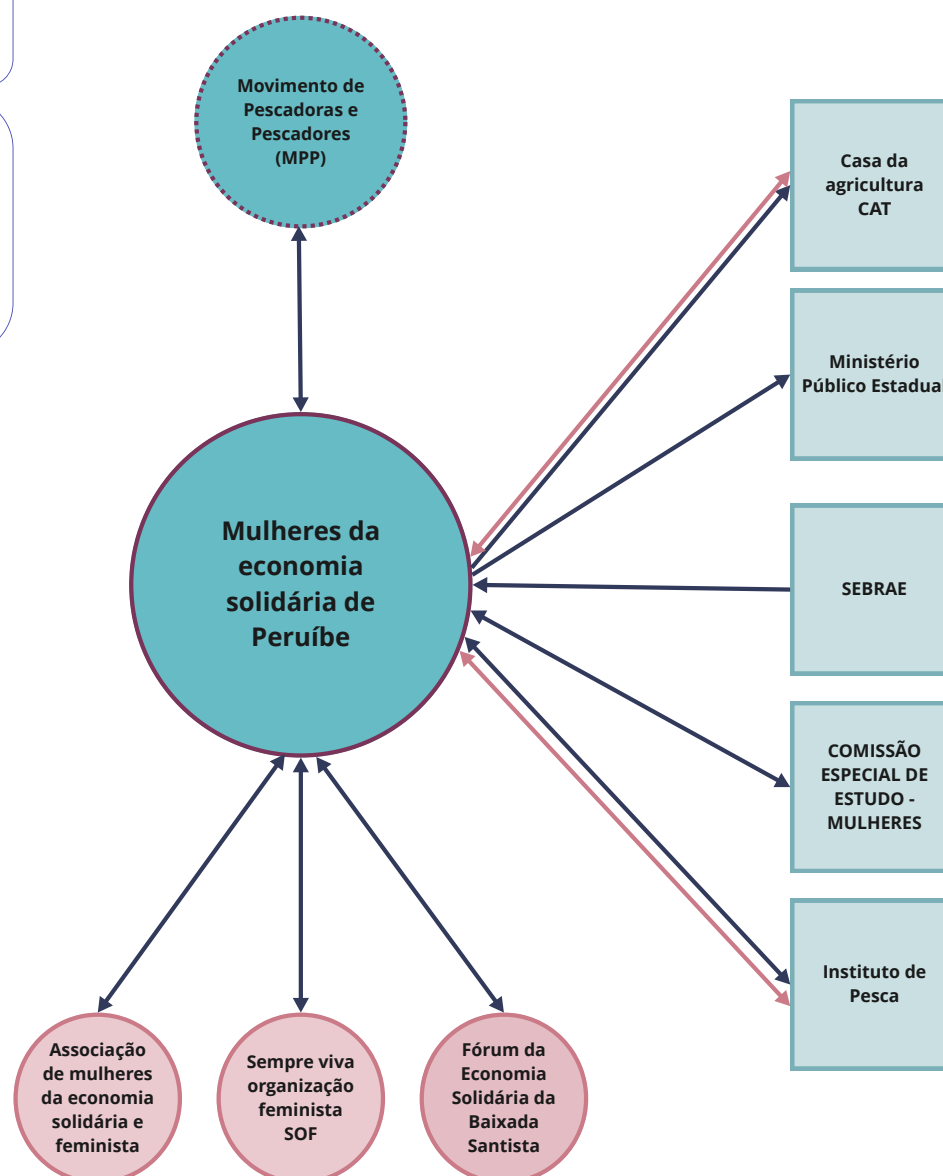 Movimento de
Pescadoras e
Pescadores
(MPP)
Casa da
agricultura
CAT
Ministério
Público Estadual
Mulheres da
economia
solidária de
Peruíbe
SEBRAE
COMISSÃO
ESPECIAL DE
ESTUDO -
MULHERES
Instituto de
Pesca
Associação
de mulheres
da economia
solidária e
feminista
Sempre viva
organização
feminista
SOF
Fórum da
Economia
Solidária da
Baixada
Santista